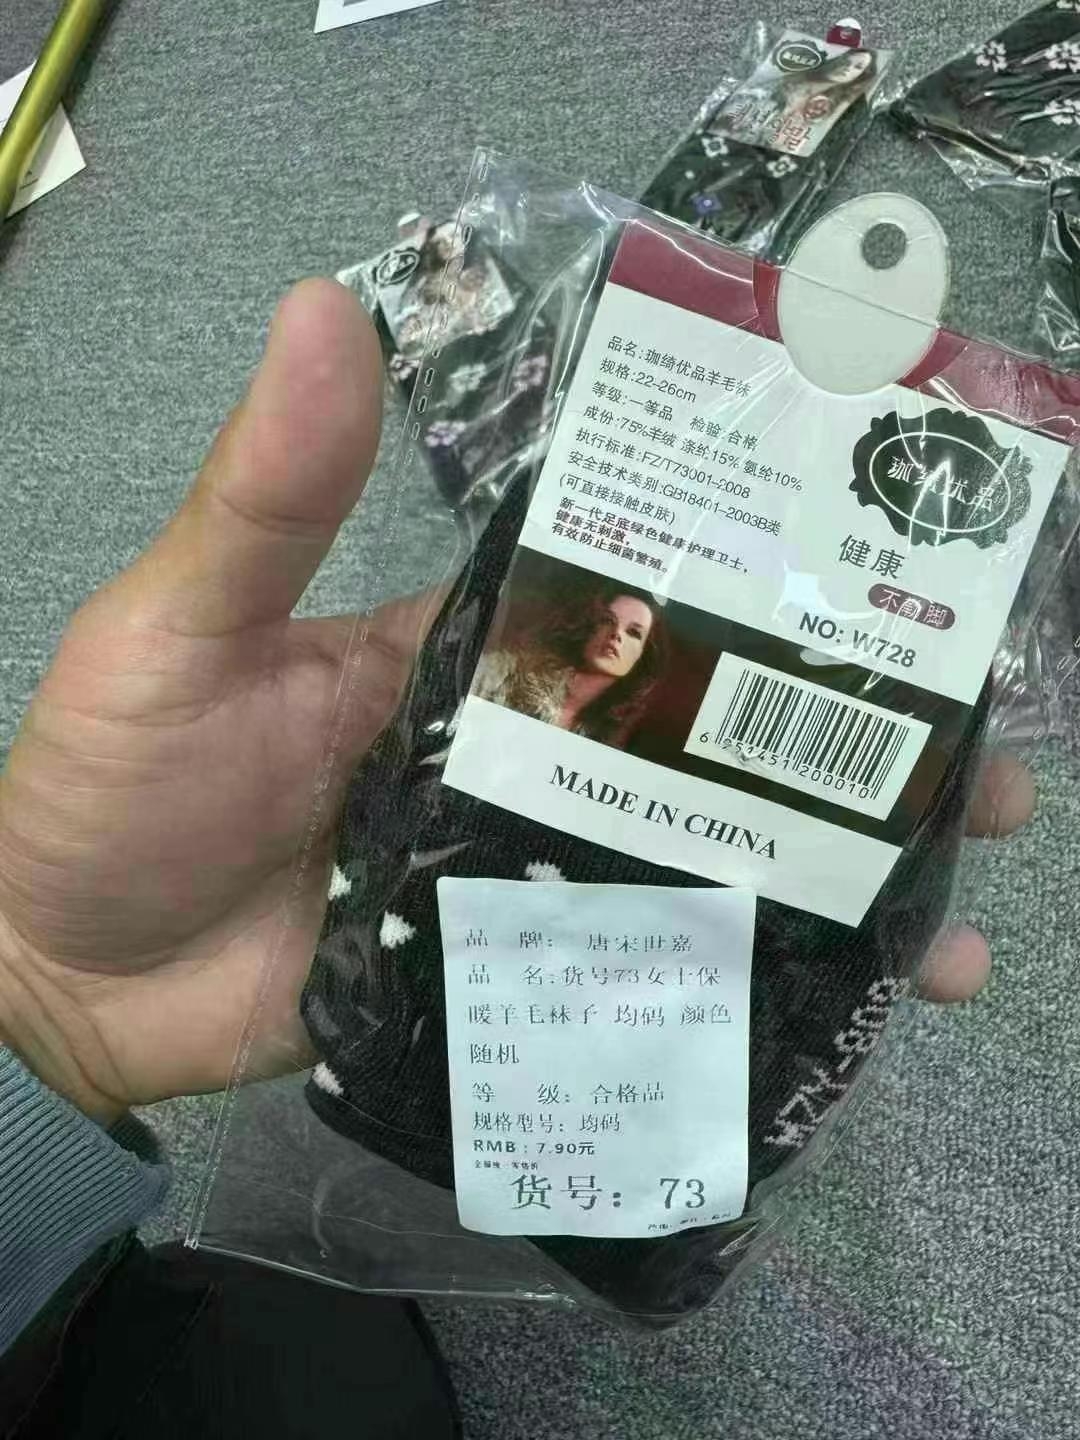 品名:珈绮优品羊毛袜
规格:22-26cm
等级:一等品 检验:合格
成份:75%羊绒 涤纶15% 氨纶10%
执行标准:FZ/T73001-2008
安全技术类别:GB18401-2003B类
(可直接接触皮肤)
新一代足底绿色健康护理卫士,
健康无刺激,
有效防止细菌繁殖。
珈绮优品
健康
不勒脚
NO: W728
MADE IN CHINA
品 牌: 唐宋世嘉
品 名:货号73女士保
暖羊毛袜子 均码 颜色
随机
等 级: 合格品
规格型号: 均码
RMB:7.90元
货号: 73